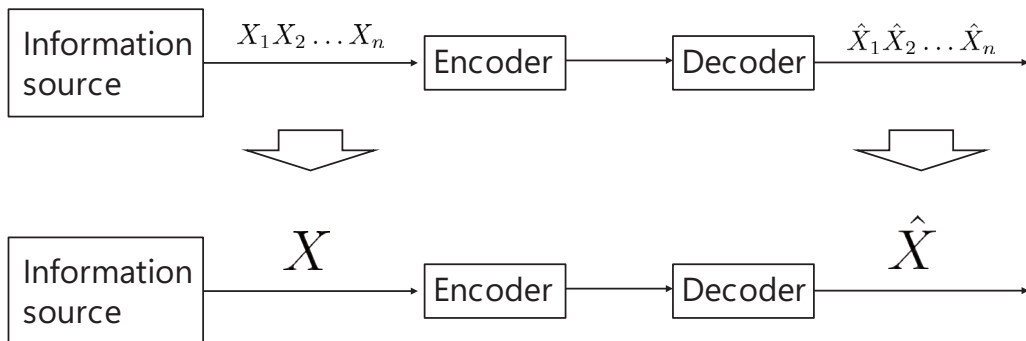 Information source
X_1X_2 … X_n
Encoder
Decoder
X̂_1X̂_2 … X̂_n
Information source
X
Encoder
Decoder
X̂